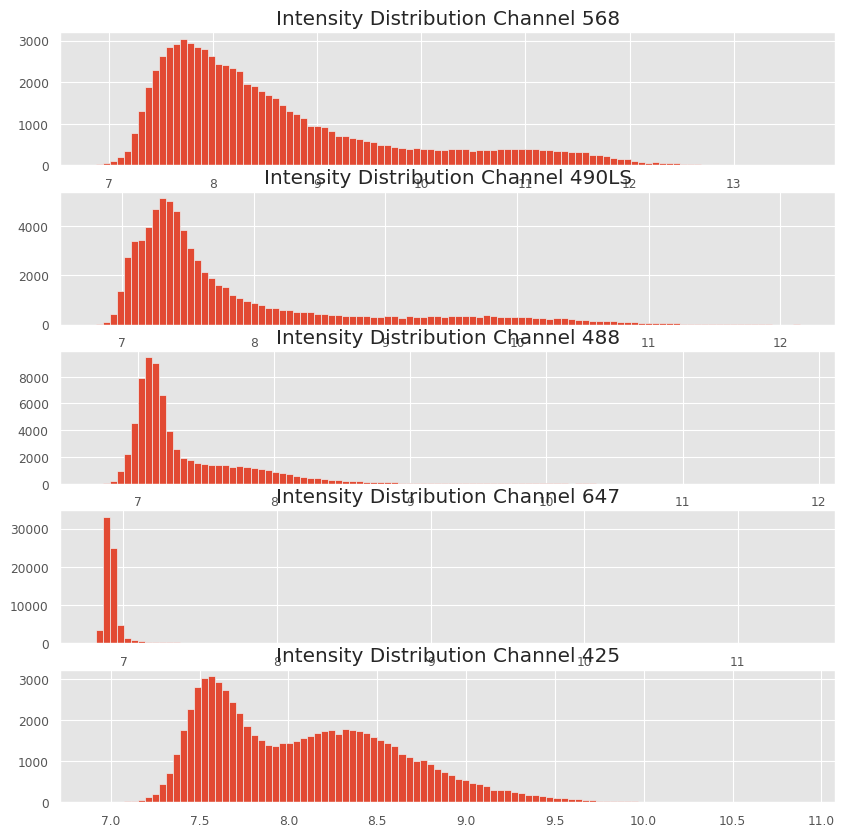 Intensity Distribution Channel 568
3000
2000
1000
0
7 8 9 10 11 12 13
Intensity Distribution Channel 490LS
4000
2000
0
7 8 9 10 11 12
Intensity Distribution Channel 488
8000
6000
4000
2000
0
7 8 9 10 11 12
Intensity Distribution Channel 647
30000
20000
10000
0
7 8 9 10 11
Intensity Distribution Channel 425
3000
2000
1000
0
7.0 7.5 8.0 8.5 9.0 9.5 10.0 10.5 11.0